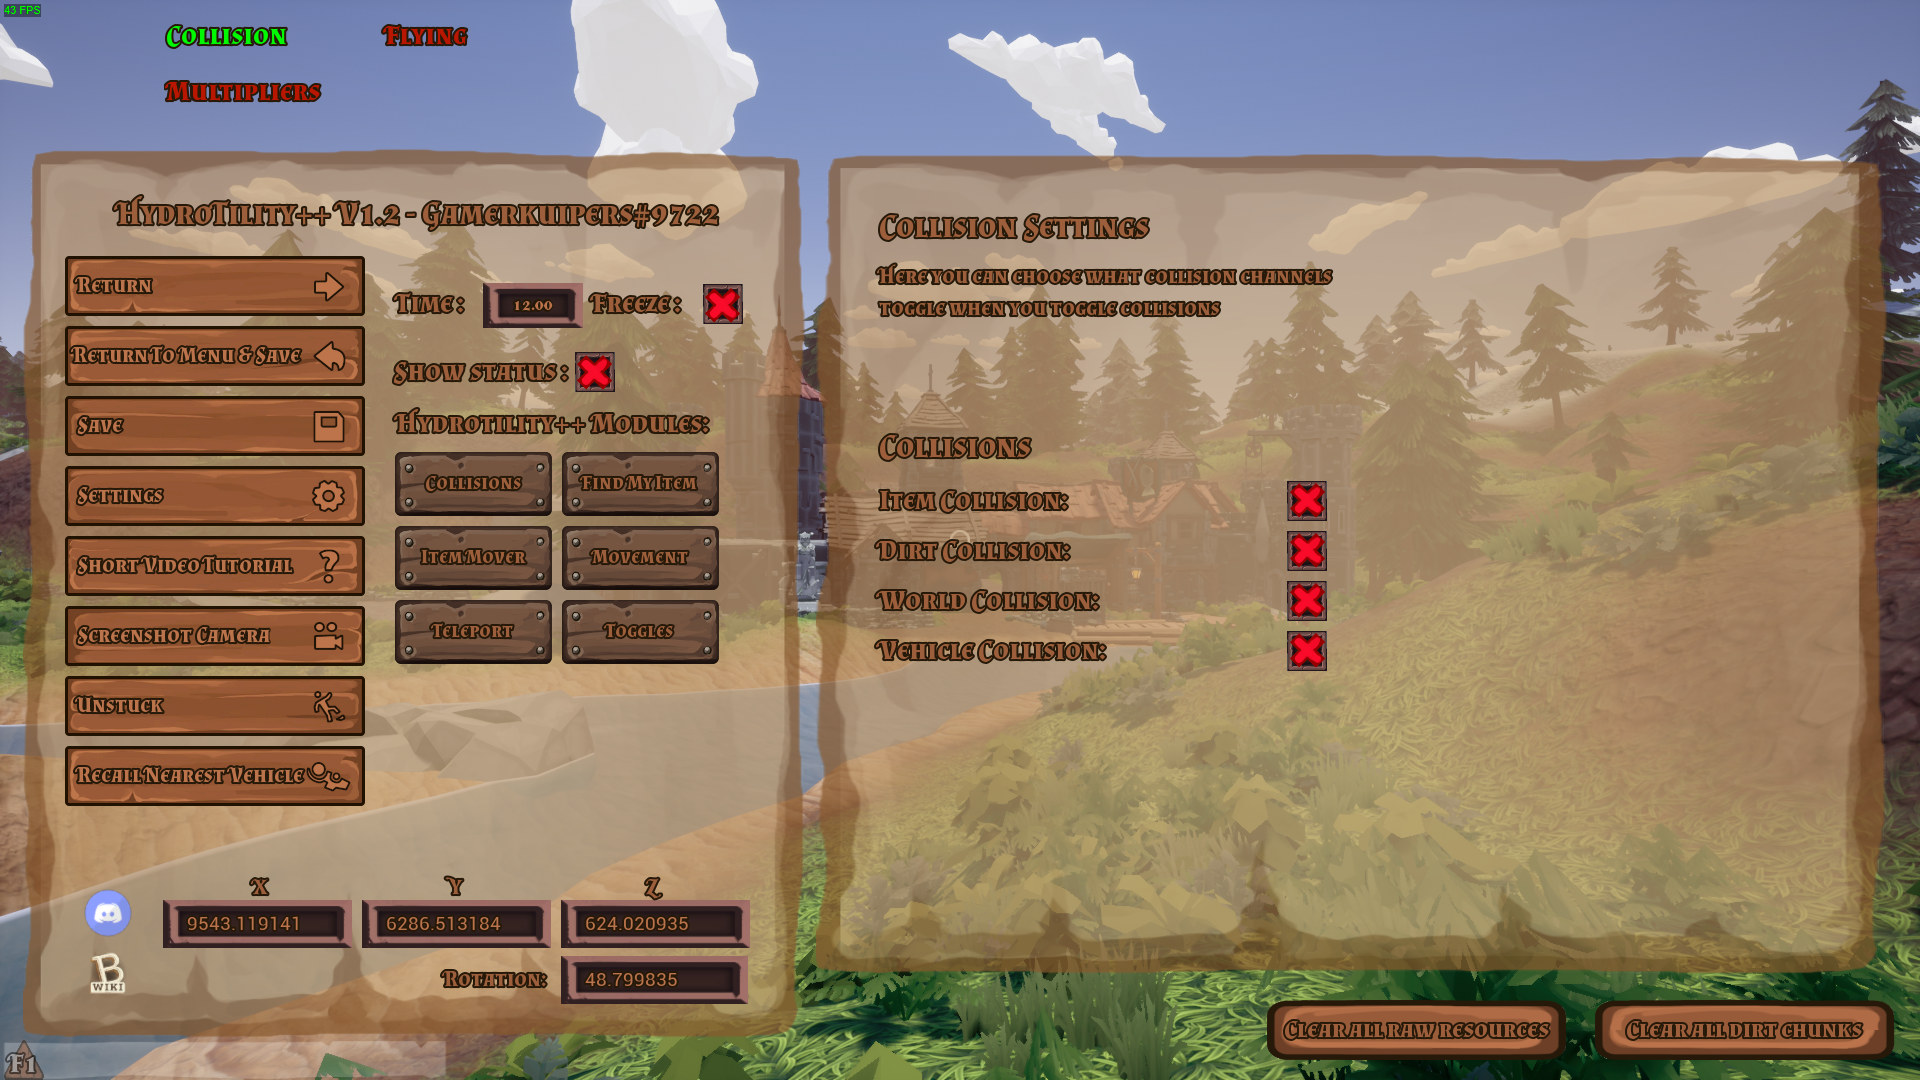 43 FPS
Collision
Flying
Multipliers
HydroTility++ V1.2 - Gamerkuipers#9722
Return
Return To Menu & Save
Save
Settings
Short Video Tutorial
Screenshot Camera
Unstuck
Recall Nearest Vehicle
Time :
12.00
Freeze :
Show status :
Hydrotility++ Modules:
Collisions
Find My Item
Item Mover
Movement
Teleport
Toggles
X
Y
Z
9543.119141
6286.513184
624.020935
Rotation:
48.799835
B
WIKI
F1
Collision Settings
Here you can choose what collision channels
toggle when you toggle collisions
Collisions
Item Collision:
Dirt Collision:
World Collision:
Vehicle Collision:
Clear all raw resources
Clear all dirt chunks